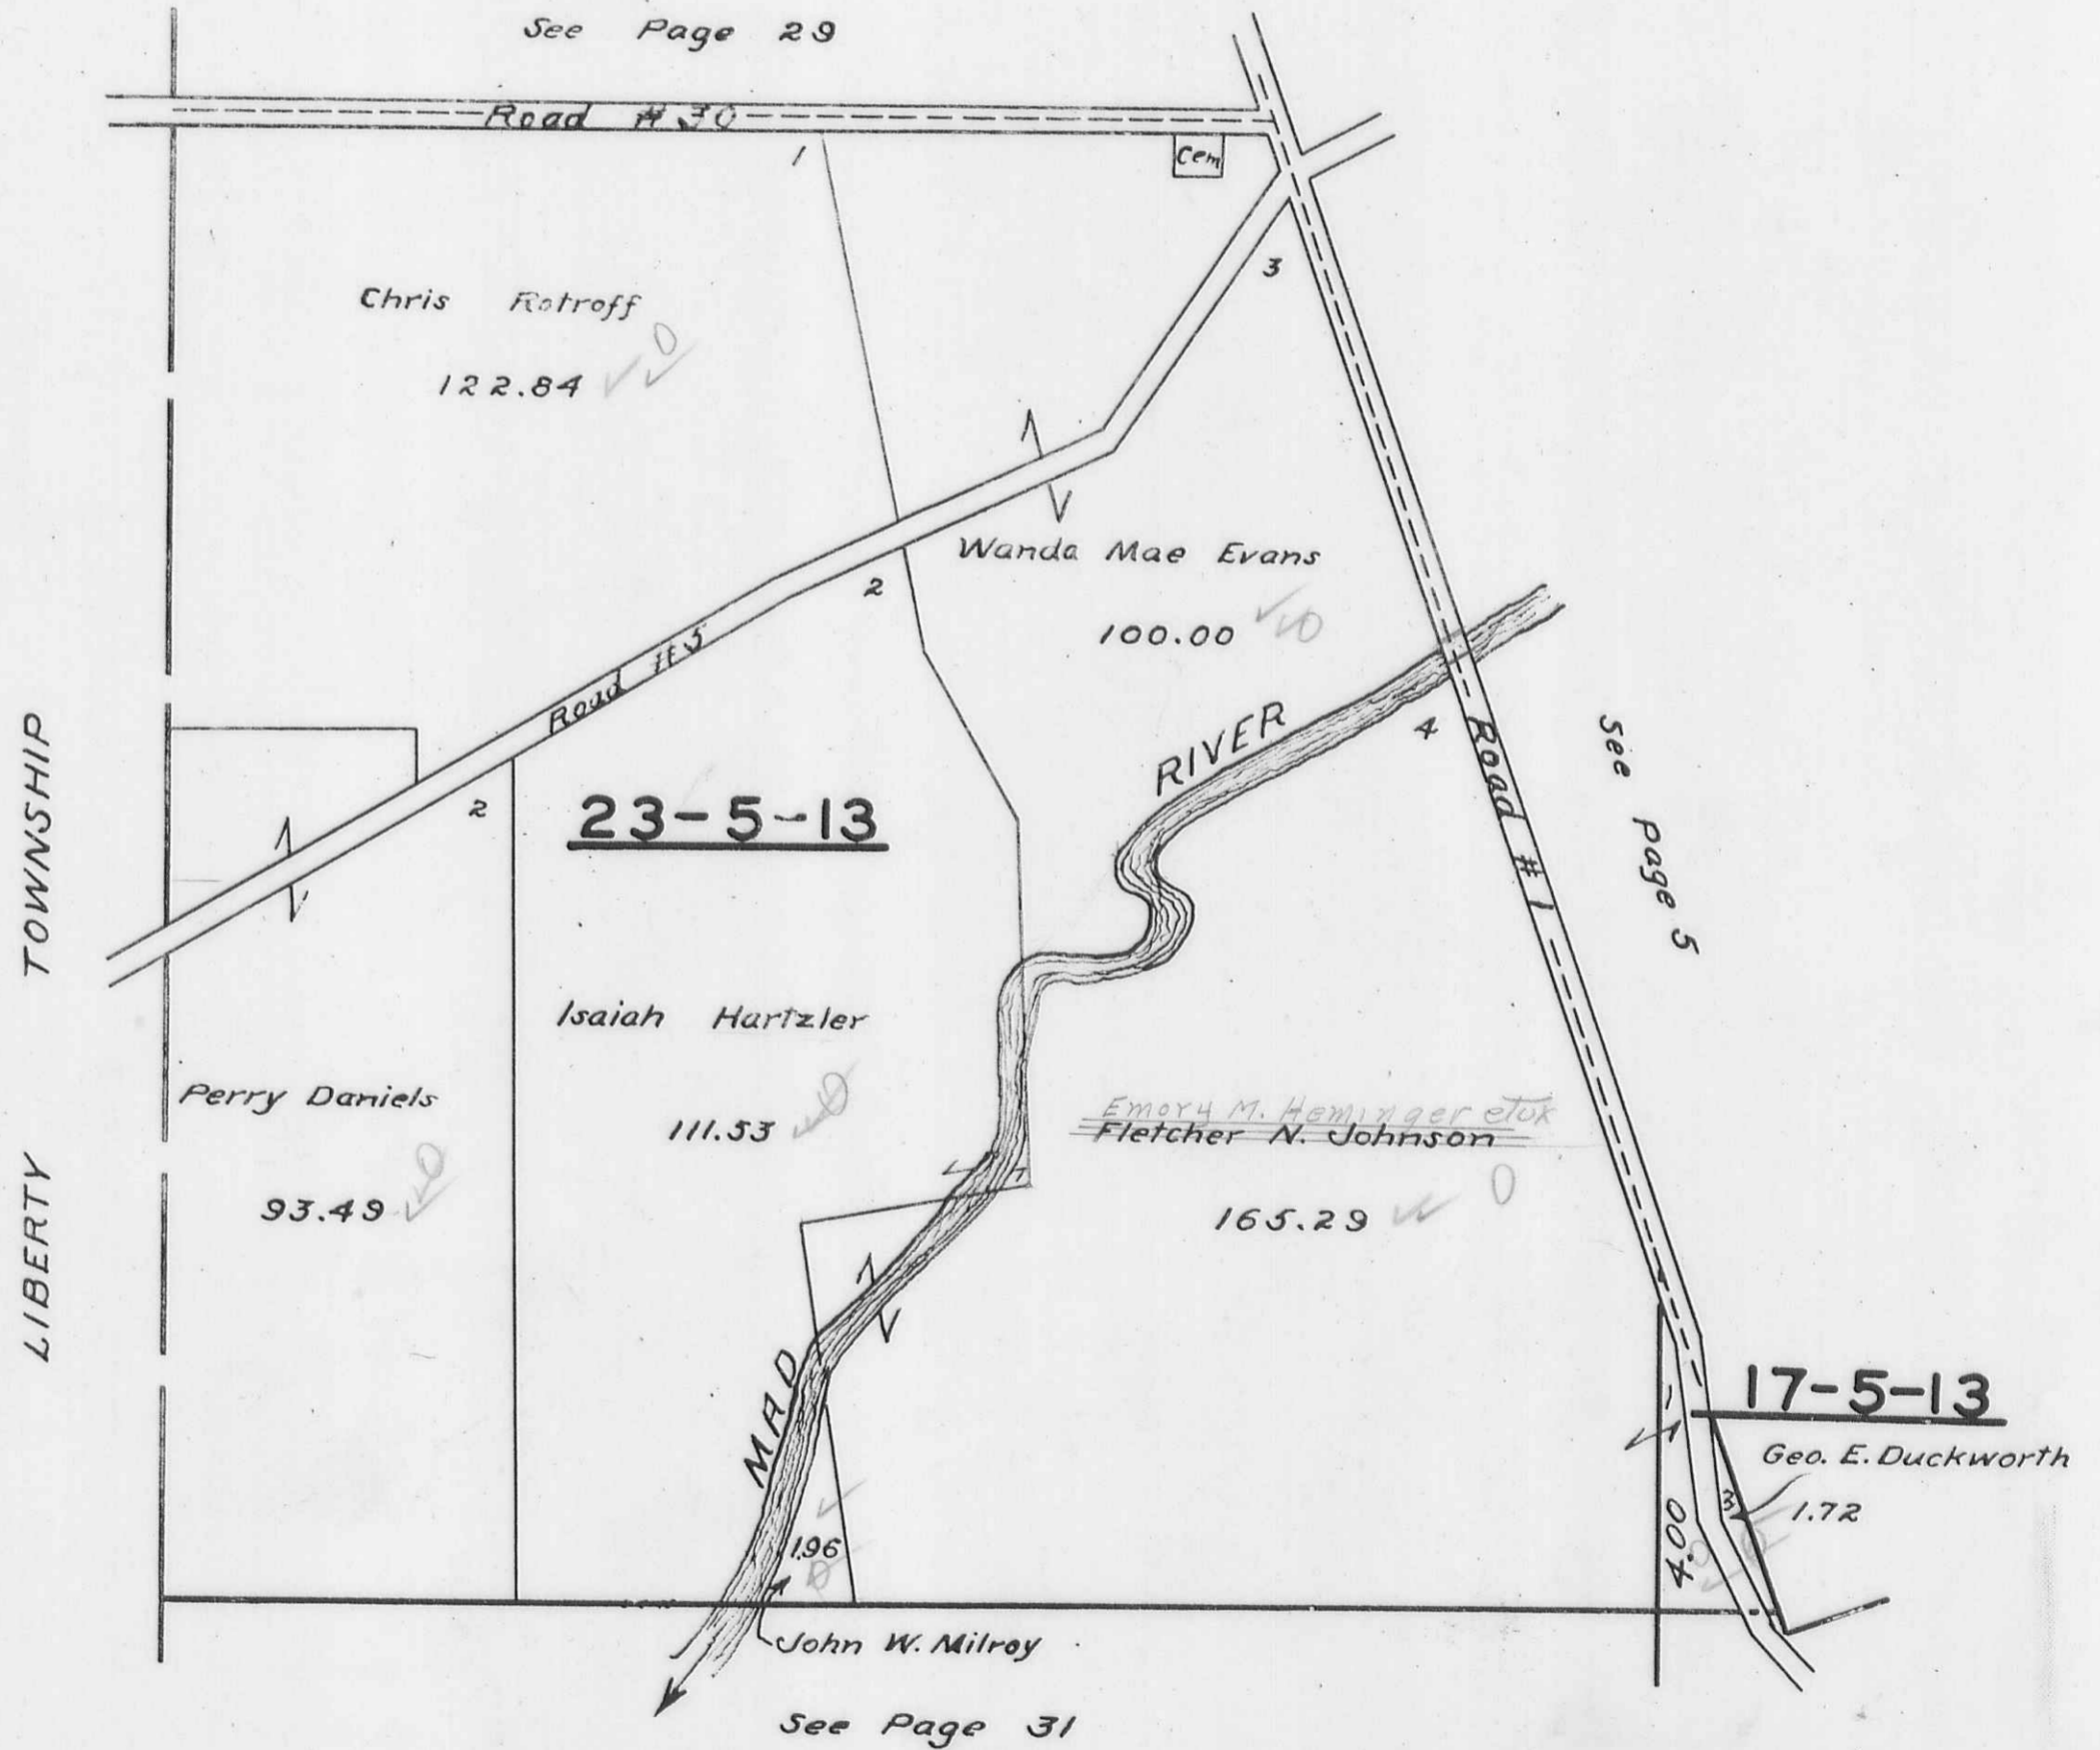 See Page 29
Road # 30
1
Cem
3
Chris Rotroff
122.84
Wanda Mae Evans
100.00
2
Road #5
RIVER
4
Road # 1
See page 5
2
23-5-13
TOWNSHIP
LIBERTY
Isaiah Hartzler
111.53
Perry Daniels
93.49
Emory M. Heminger etux
Fletcher N. Johnson
165.29
MAD
17-5-13
Geo. E. Duckworth
3
1.72
4.00
1.96
John W. Milroy
See Page 31